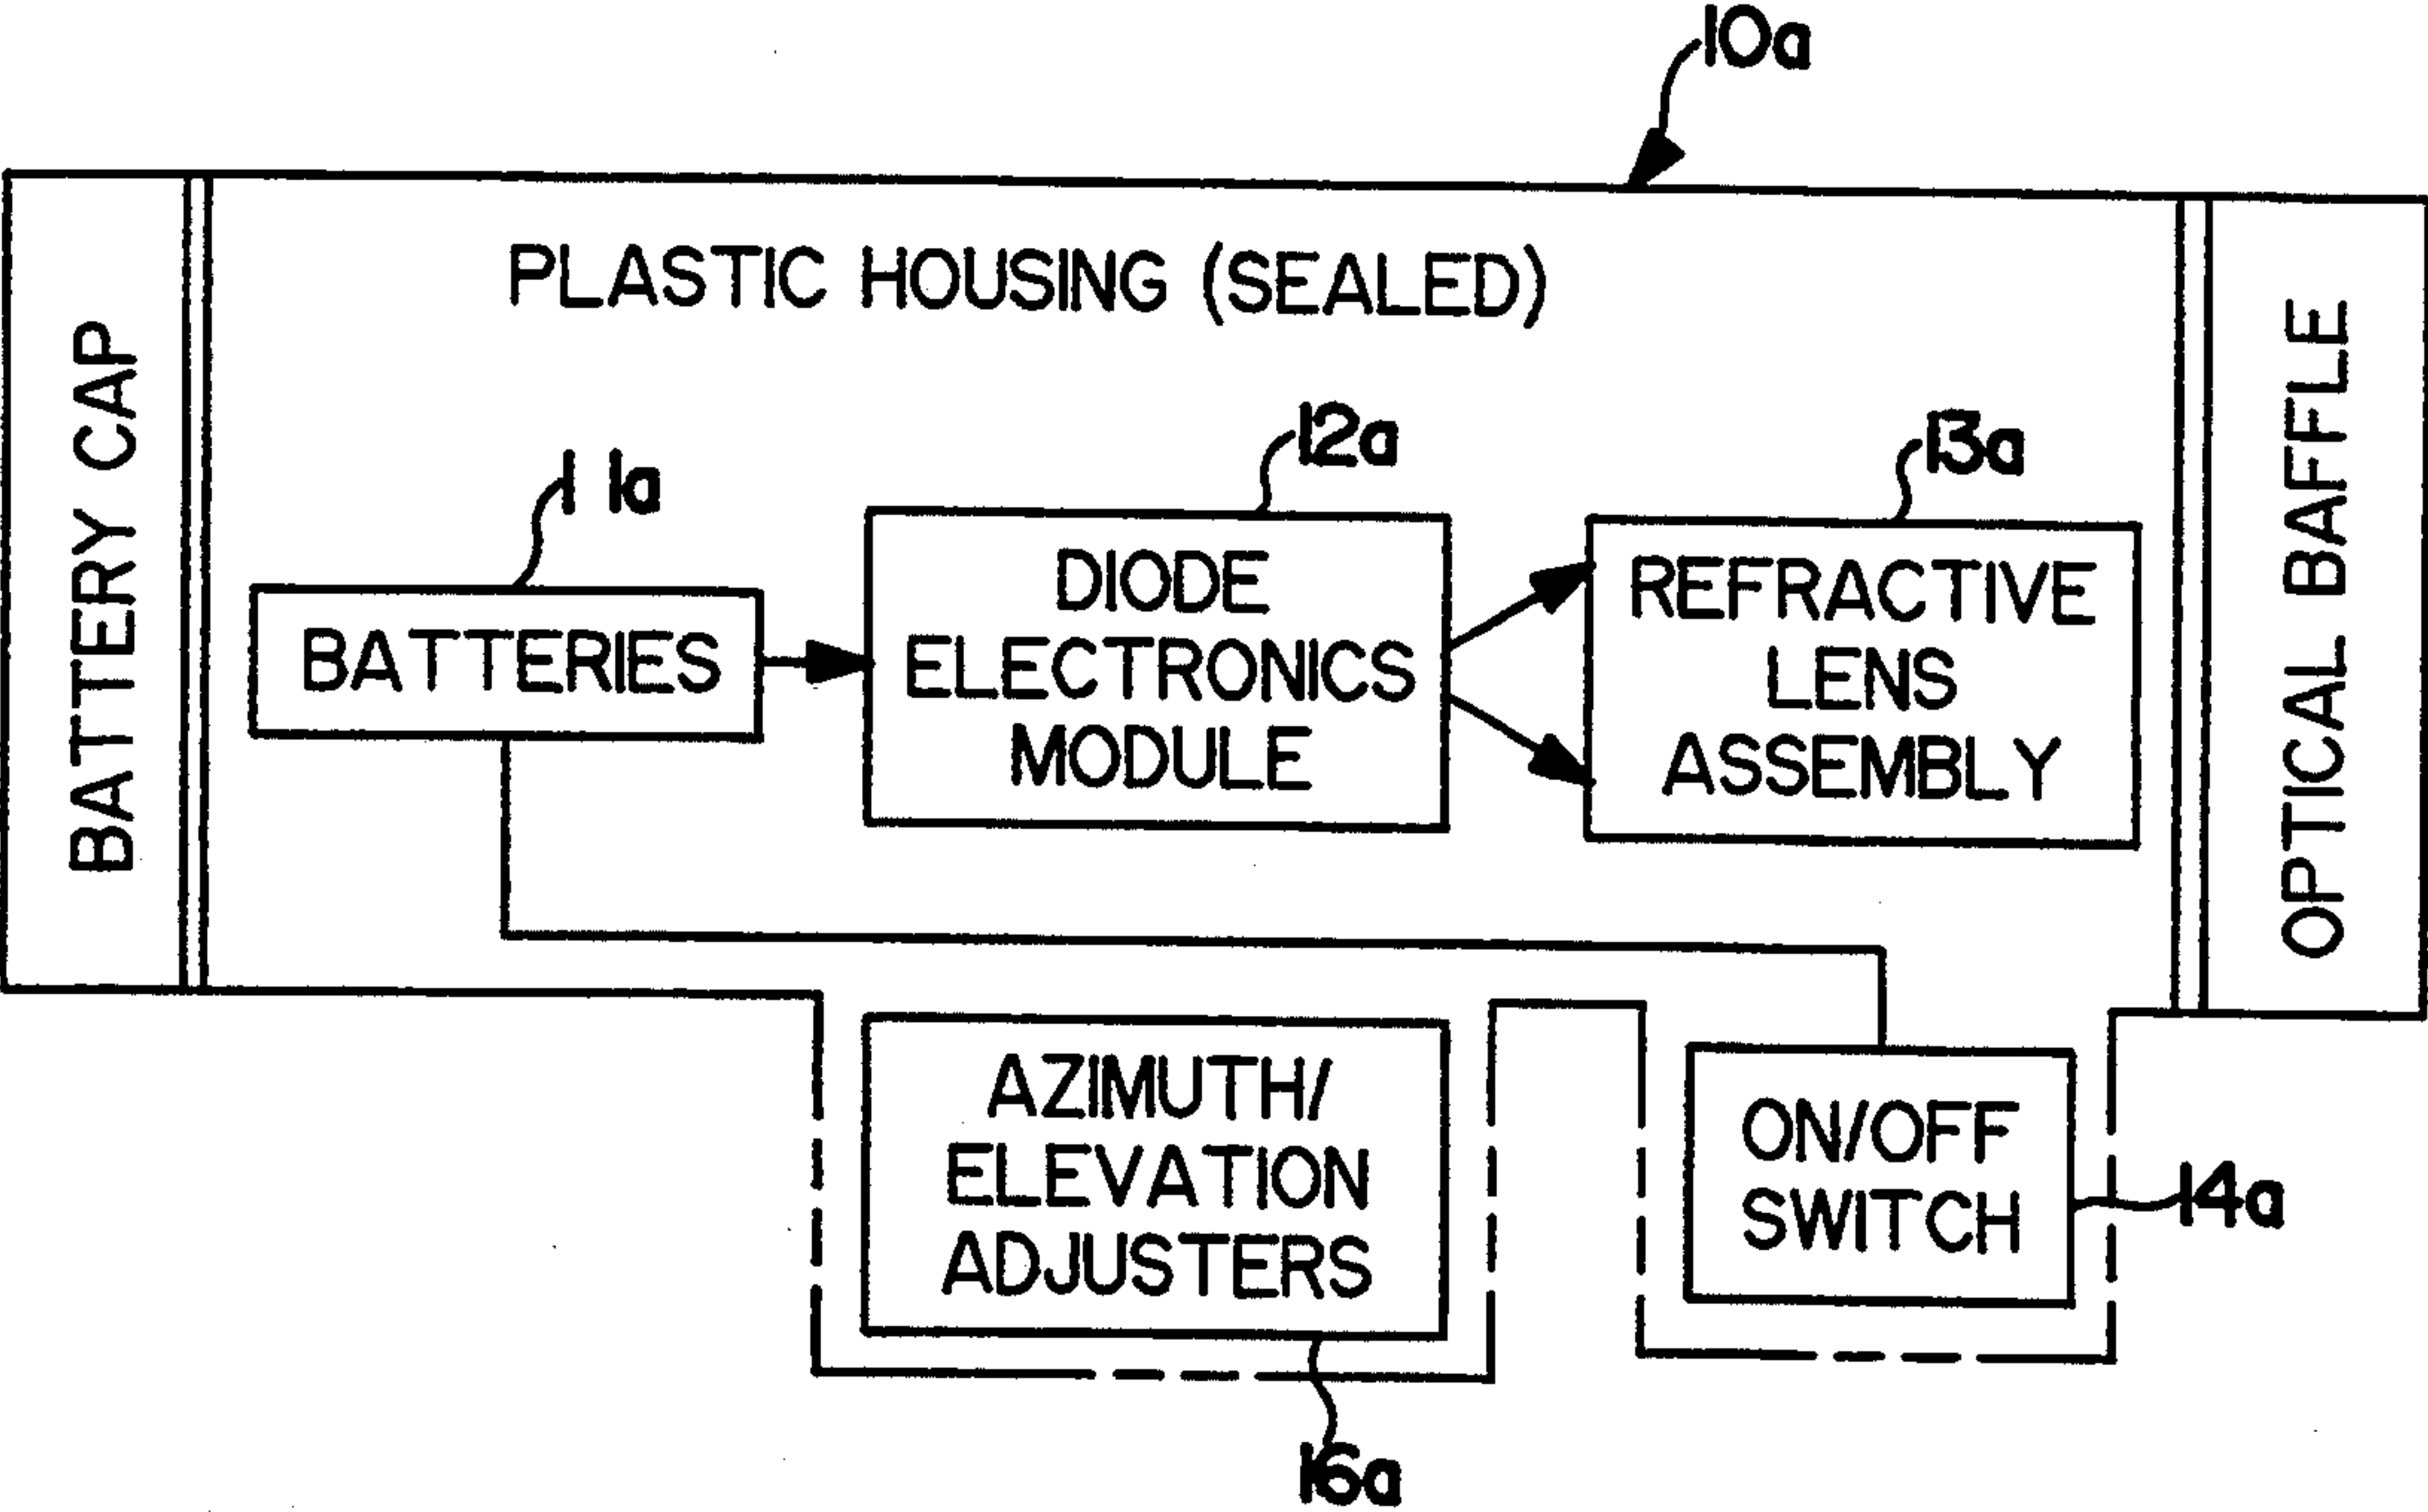 10a
PLASTIC HOUSING (SEALED)
BATTERY CAP
11a
12a
13a
BATTERIES
DIODE
ELECTRONICS
MODULE
REFRACTIVE
LENS
ASSEMBLY
OPTICAL BAFFLE
AZIMUTH/
ELEVATION
ADJUSTERS
ON/OFF
SWITCH
14a
16a